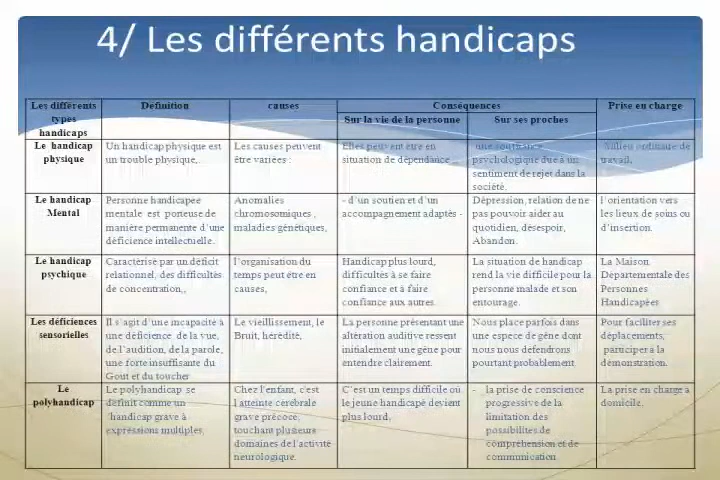 4/ Les différents handicaps
Les différents
types
handicaps
Définition
causes
Conséquences
Sur la vie de la personne
Sur ses proches
Prise en charge
Le handicap
physique
Un handicap physique est
un trouble physique,.
Les causes peuvent
être variées :
Elles peuvent être en
situation de dépendance
une souffrance
psychologique due à un
sentiment de rejet dans la
société.
Milieu ordinaire de
travail,
Le handicap
Mental
Personne handicapée
mentale est porteuse de
manière permanente d'une
déficience intellectuelle.
Anomalies
chromosomiques ,
maladies génétiques,
- d'un soutien et d'un
accompagnement adaptés -
Dépression, relation de ne
pas pouvoir aider au
quotidien, désespoir,
Abandon.
l'orientation vers
les lieux de soins ou
d'insertion.
Le handicap
psychique
Caractérisé par un déficit
relationnel, des difficultés
de concentration,,
l'organisation du
temps peut être en
causes,
Handicap plus lourd,
difficultés à se faire
confiance et à faire
confiance aux autres.
La situation de handicap
rend la vie difficile pour la
personne malade et son
entourage.
La Maison
Départementale des
Personnes
Handicapées
Les déficiences
sensorielles
Il s'agit d'une incapacité à
une déficience de la vue,
de l'audition, de la parole,
une forte insuffisante du
Gout et du toucher
Le vieillissement, le
Bruit, hérédité,
La personne présentant une
altération auditive ressent
initialement une gêne pour
entendre clairement.
Nous place parfois dans
une espèce de gêne dont
nous nous défendrons
pourtant probablement
Pour faciliter ses
déplacements,
participer à la
démonstration.
Le
polyhandicap
Le polyhandicap se
définit comme un
handicap grave à
expressions multiples,
Chez l'enfant, c'est
l'atteinte cérébrale
grave précoce,
touchant plusieurs
domaines de l'activité
neurologique.
C'est un temps difficile où
le jeune handicapé devient
plus lourd,
- la prise de conscience
progressive de la
limitation des
possibilités de
compréhension et de
communication
La prise en charge à
domicile.